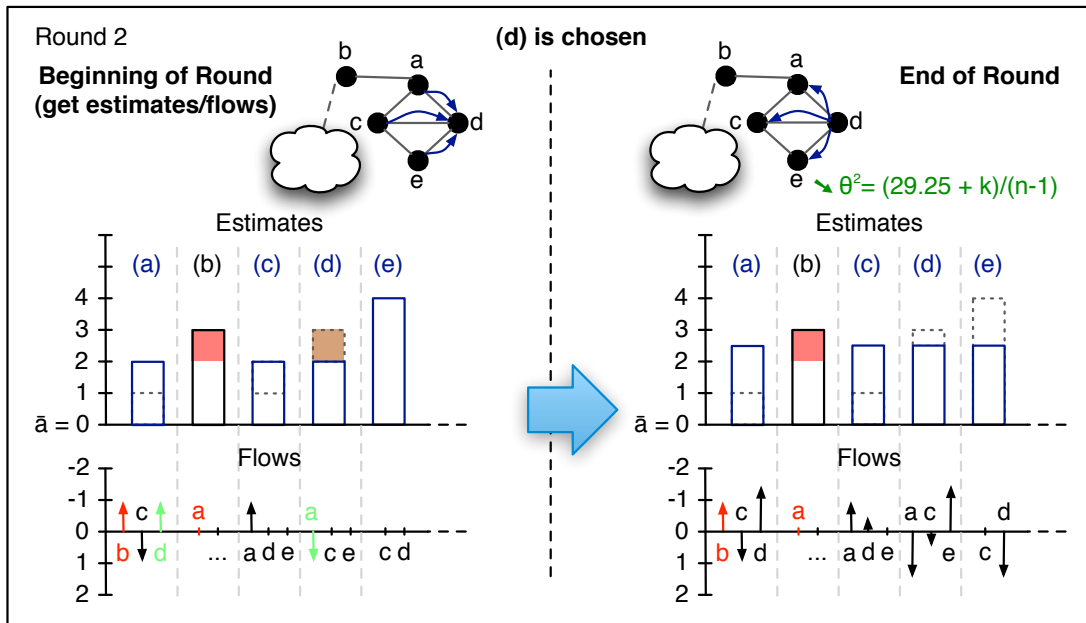 Round 2
(d) is chosen
Beginning of Round
(get estimates/flows)
End of Round
b
a
c
d
e
b
a
c
d
e
θ²= (29.25 + k)/(n-1)
Estimates
(a) (b) (c) (d) (e)
4
3
2
1
ā = 0
Estimates
(a) (b) (c) (d) (e)
4
3
2
1
ā = 0
Flows
-2
-1
0
1
2
c a a
b d ... a d e c e c d
Flows
-2
-1
0
1
2
c a a c d
b d ... a d e e c